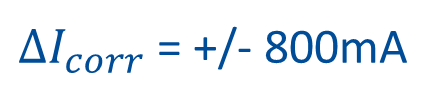 ΔI_corr = +/- 800mA